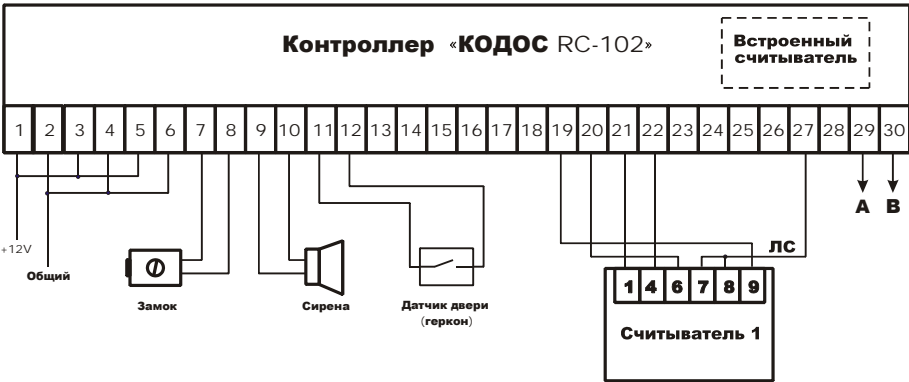 Контроллер «КОДОС RC-102»
Встроенный
считыватель
1 2 3 4 5 6 7 8 9 10 11 12 13 14 15 16 17 18 19 20 21 22 23 24 25 26 27 28 29 30
А В
+12V
Общий
Замок
Сирена
Датчик двери
(геркон)
ЛС
1 4 6 7 8 9
Считыватель 1